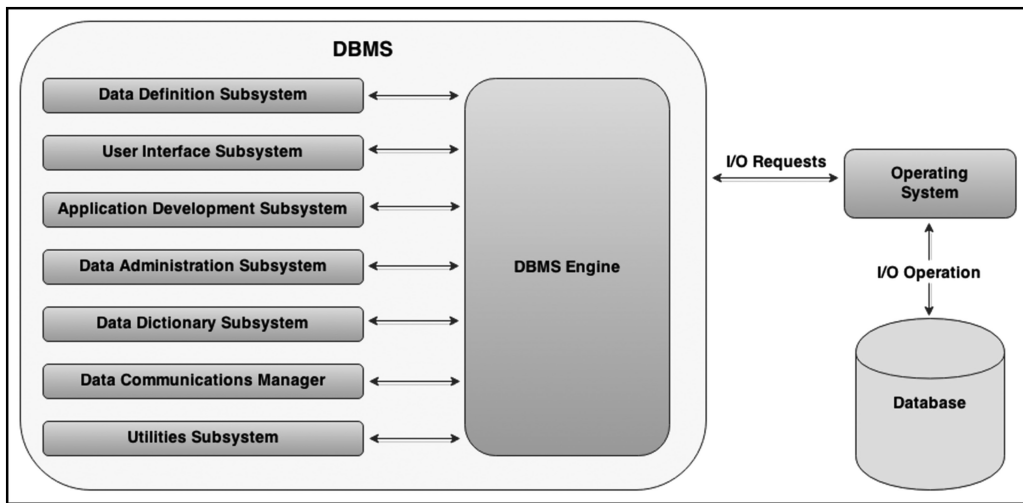 DBMS
Data Definition Subsystem
User Interface Subsystem
Application Development Subsystem
Data Administration Subsystem
Data Dictionary Subsystem
Data Communications Manager
Utilities Subsystem
DBMS Engine
I/O Requests
Operating
System
I/O Operation
Database